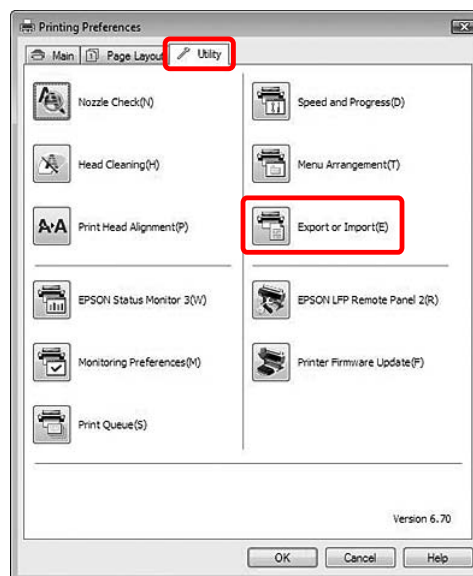 Printing Preferences
Main Page Layout Utility
Nozzle Check(N)
Speed and Progress(D)
Head Cleaning(H)
Menu Arrangement(T)
A A Print Head Alignment(P)
Export or Import(E)
EPSON Status Monitor 3(W)
EPSON LFP Remote Panel 2(R)
Monitoring Preferences(M)
Printer Firmware Update(F)
Print Queue(S)
Version 6.70
OK Cancel Help